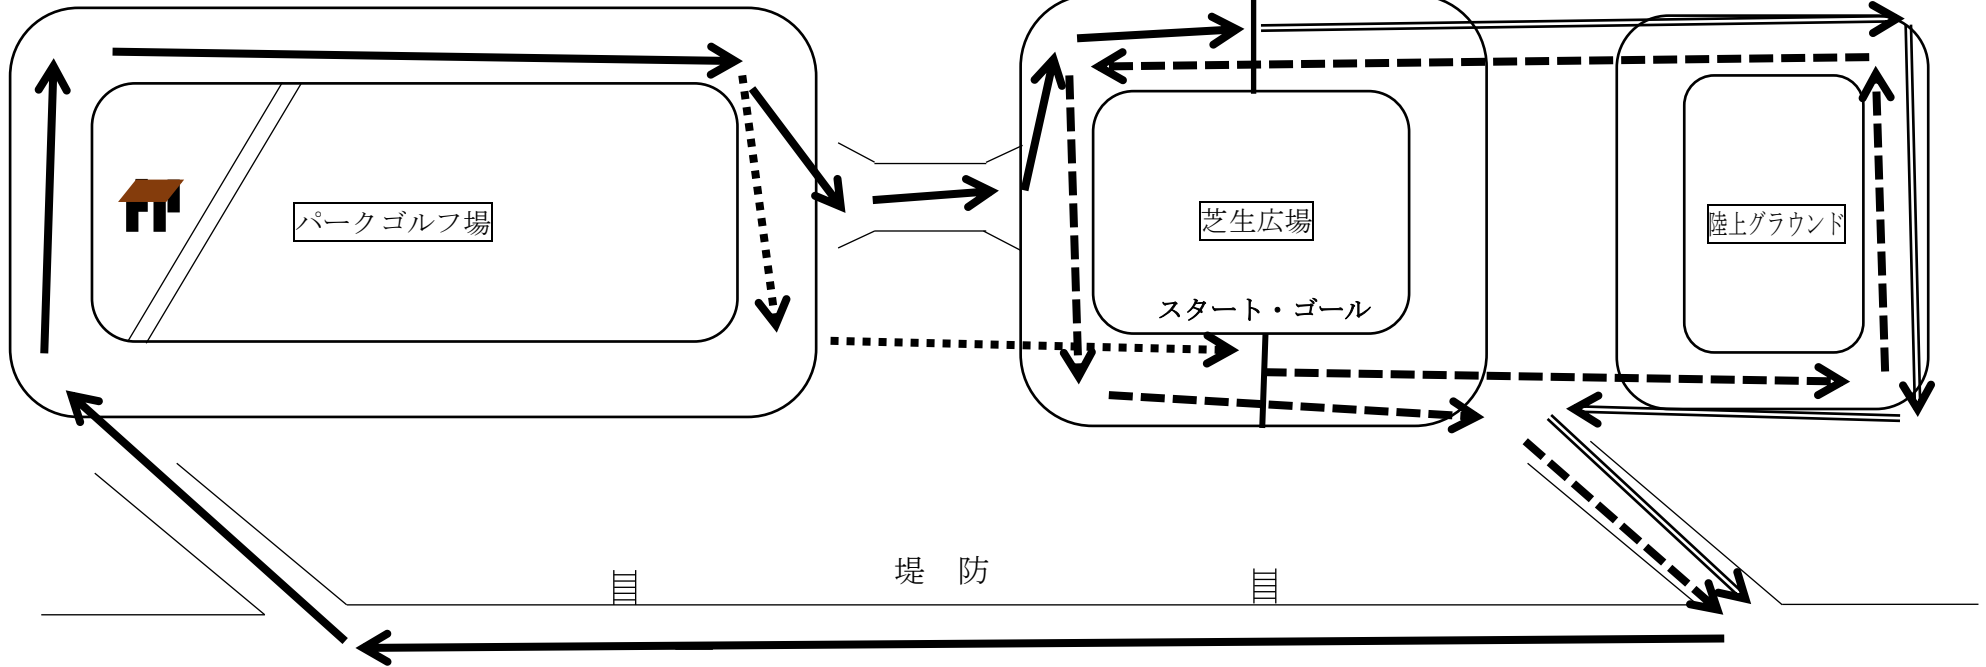 パークゴルフ場
芝生広場
陸上グラウンド
スタート・ゴール
堤　防